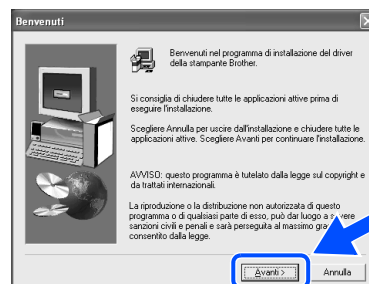 Benvenuti
Benvenuti nel programma di installazione del driver
della stampante Brother.
Si consiglia di chiudere tutte le applicazioni attive prima di
eseguire l'installazione.
Scegliere Annulla per uscire dall'installazione e chiudere tutte le
applicazioni attive. Scegliere Avanti per continuare l'installazione.
AVVISO: questo programma è tutelato dalla legge sul copyright e
da trattati internazionali.
La riproduzione o la distribuzione non autorizzata di questo
programma o di qualsiasi parte di esso, può dar luogo a severe
sanzioni civili e penali e sarà perseguita al massimo
consentito dalla legge.
Avanti >
Annulla